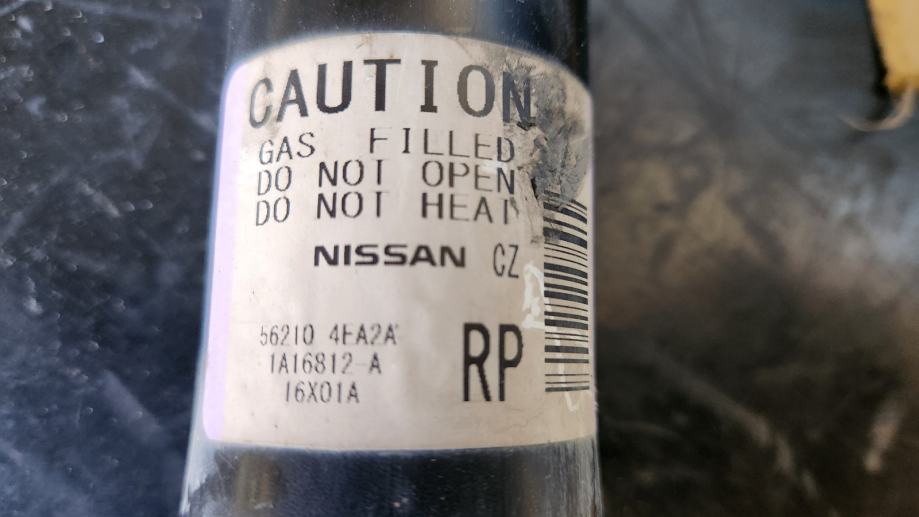 CAUTION
GAS FILLED
DO NOT OPEN
DO NOT HEAT
NISSAN CZ
56210 4EA2A
1A16812-A
16X01A
RP